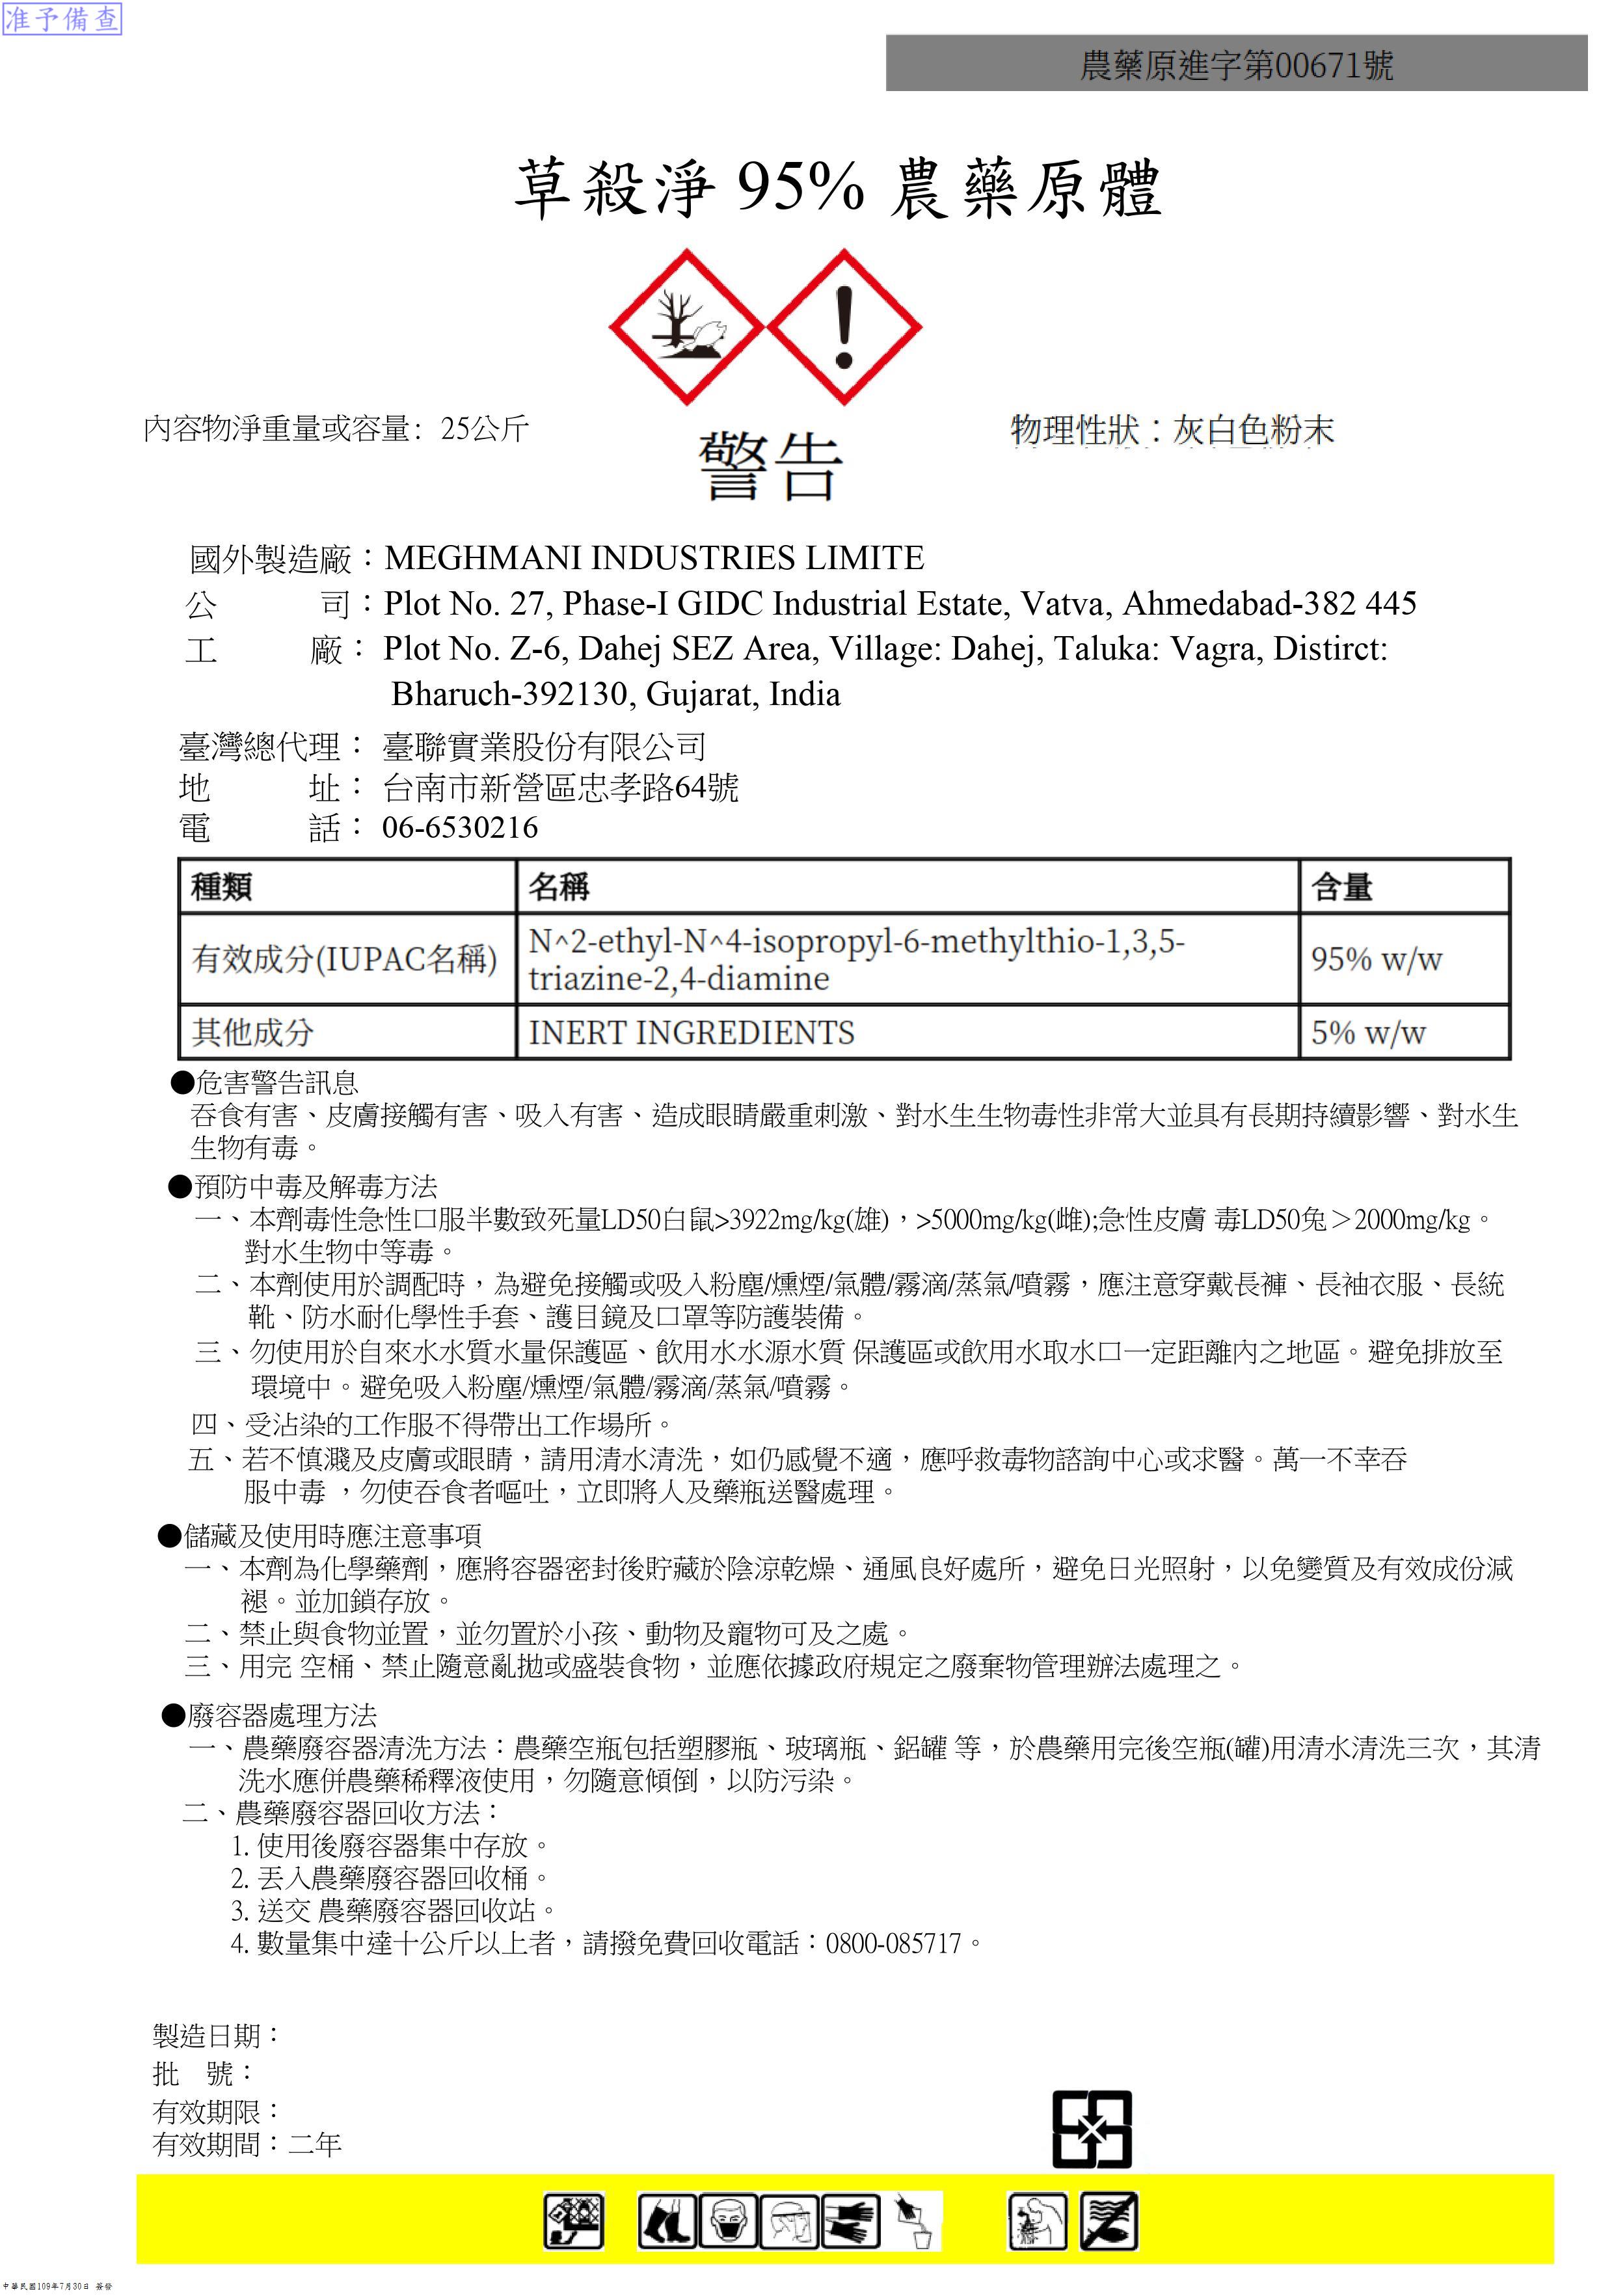 准予備查
農藥原進字第00671號
草殺淨 95% 農藥原體
內容物淨重量或容量: 25公斤
警告
物理性狀：灰白色粉末
國外製造廠：MEGHMANI INDUSTRIES LIMITE
公 司：Plot No. 27, Phase-I GIDC Industrial Estate, Vatva, Ahmedabad-382 445
工 廠： Plot No. Z-6, Dahej SEZ Area, Village: Dahej, Taluka: Vagra, Distirct:
Bharuch-392130, Gujarat, India
臺灣總代理： 臺聯實業股份有限公司
地 址： 台南市新營區忠孝路64號
電 話： 06-6530216
種類 名稱 含量
有效成分(IUPAC名稱) N^2-ethyl-N^4-isopropyl-6-methylthio-1,3,5-
triazine-2,4-diamine 95% w/w
其他成分 INERT INGREDIENTS 5% w/w
●危害警告訊息
吞食有害、皮膚接觸有害、吸入有害、造成眼睛嚴重刺激、對水生生物毒性非常大並具有長期持續影響、對水生
生物有毒。
●預防中毒及解毒方法
一、本劑毒性急性口服半數致死量LD50白鼠>3922mg/kg(雄)，>5000mg/kg(雌);急性皮膚 毒LD50兔＞2000mg/kg。
對水生物中等毒。
二、本劑使用於調配時，為避免接觸或吸入粉塵/燻煙/氣體/霧滴/蒸氣/噴霧，應注意穿戴長褲、長袖衣服、長統
靴、防水耐化學性手套、護目鏡及口罩等防護裝備。
三、勿使用於自來水水質水量保護區、飲用水水源水質 保護區或飲用水取水口一定距離內之地區。避免排放至
環境中。避免吸入粉塵/燻煙/氣體/霧滴/蒸氣/噴霧。
四、受沾染的工作服不得帶出工作場所。
五、若不慎濺及皮膚或眼睛，請用清水清洗，如仍感覺不適，應呼救毒物諮詢中心或求醫。萬一不幸吞
服中毒 ，勿使吞食者嘔吐，立即將人及藥瓶送醫處理。
●儲藏及使用時應注意事項
一、本劑為化學藥劑，應將容器密封後貯藏於陰涼乾燥、通風良好處所，避免日光照射，以免變質及有效成份減
褪。並加鎖存放。
二、禁止與食物並置，並勿置於小孩、動物及寵物可及之處。
三、用完 空桶、禁止隨意亂拋或盛裝食物，並應依據政府規定之廢棄物管理辦法處理之。
●廢容器處理方法
一、農藥廢容器清洗方法：農藥空瓶包括塑膠瓶、玻璃瓶、鋁罐 等，於農藥用完後空瓶(罐)用清水清洗三次，其清
洗水應併農藥稀釋液使用，勿隨意傾倒，以防污染。
二、農藥廢容器回收方法：
1. 使用後廢容器集中存放。
2. 丟入農藥廢容器回收桶。
3. 送交 農藥廢容器回收站。
4. 數量集中達十公斤以上者，請撥免費回收電話：0800-085717。
製造日期：
批 號：
有效期限：
有效期間：二年
中華民國109年7月30日 簽發